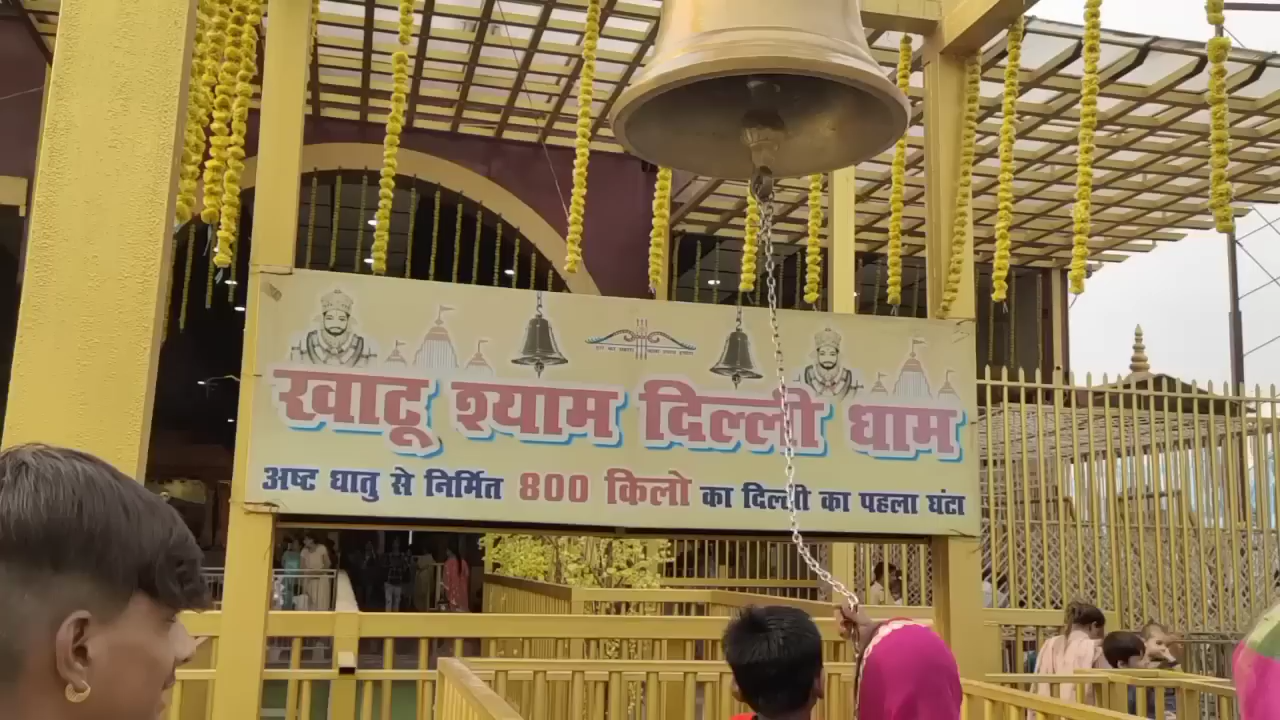 खाटू श्याम दिल्ली धाम
अष्ट धातु से निर्मित 800 किलो का दिल्ली का पहला घंटा